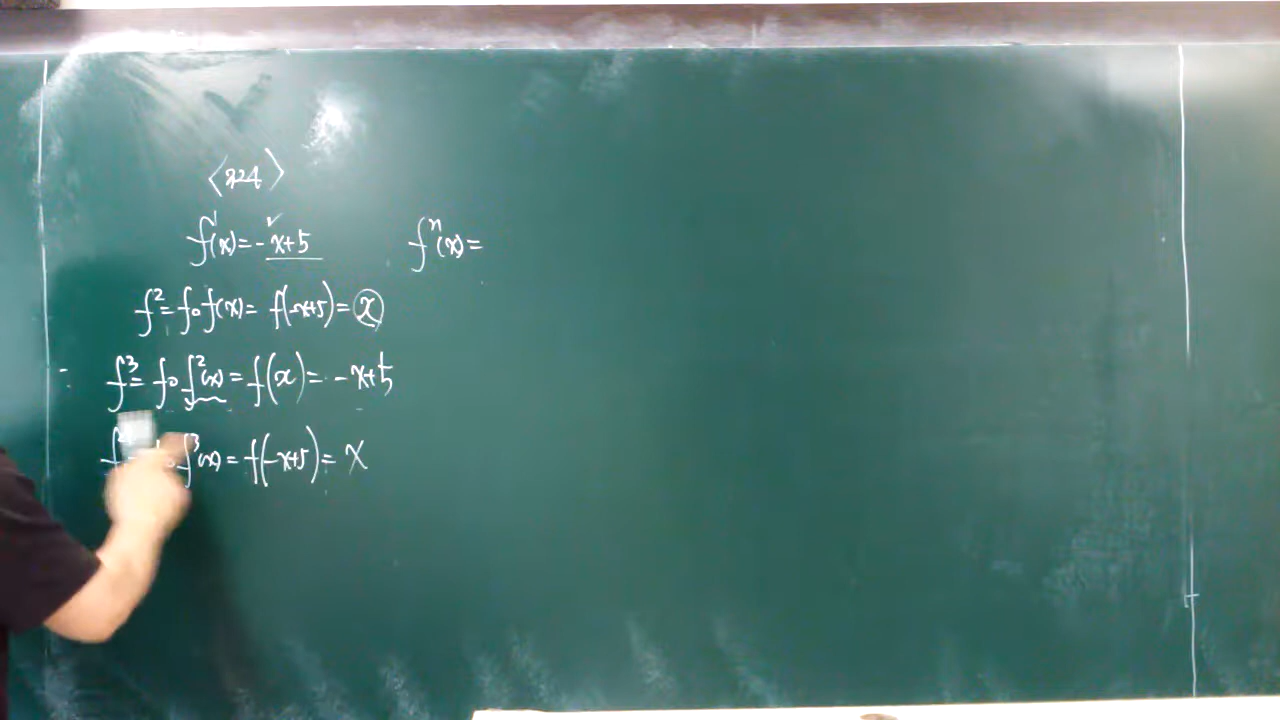 <324>
f¹(x)=-x+5 fⁿ(x)=
f²=f∘f(x)= f(-x+5)=x
f³= f∘f²(x)=f(x)= -x+5
f³(x)=f(-x+5)= x